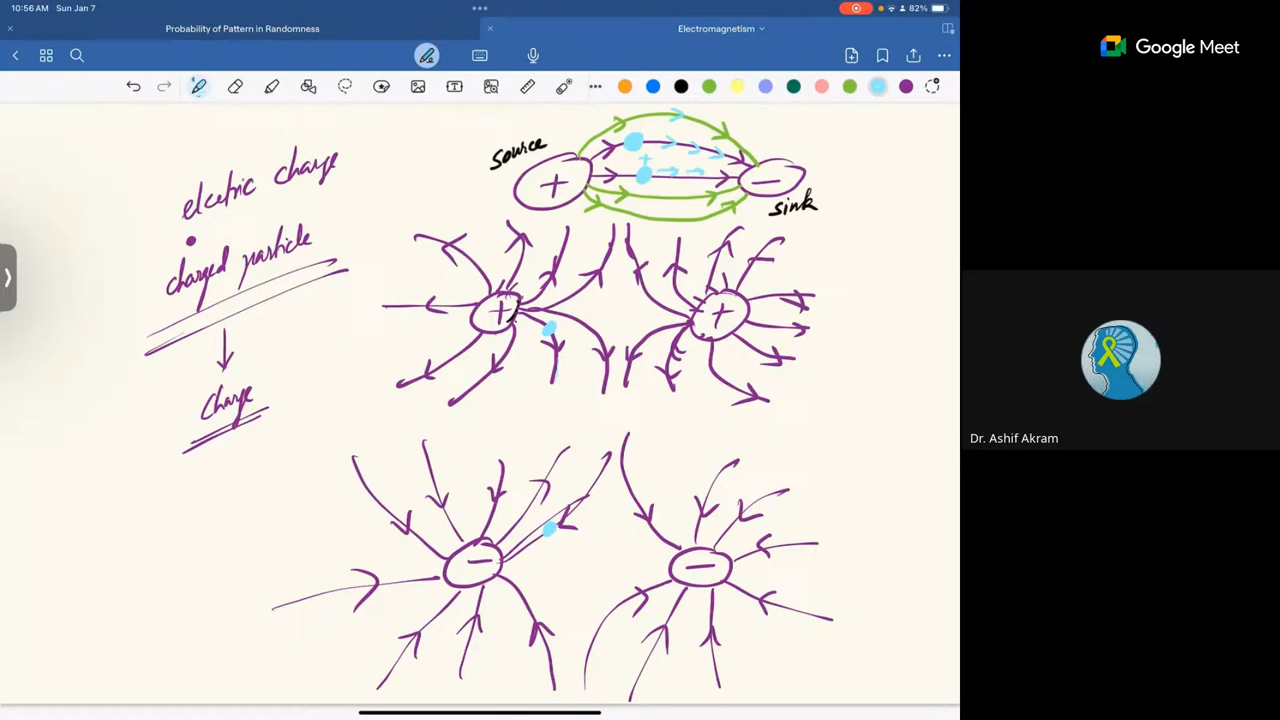 10:56 AM Sun Jan 7
82%
Probability of Pattern in Randomness
Electromagnetism
Google Meet
source
electric charge
+
+
-
sink
charged particle
+
+
Charge
-
-
Dr. Ashif Akram